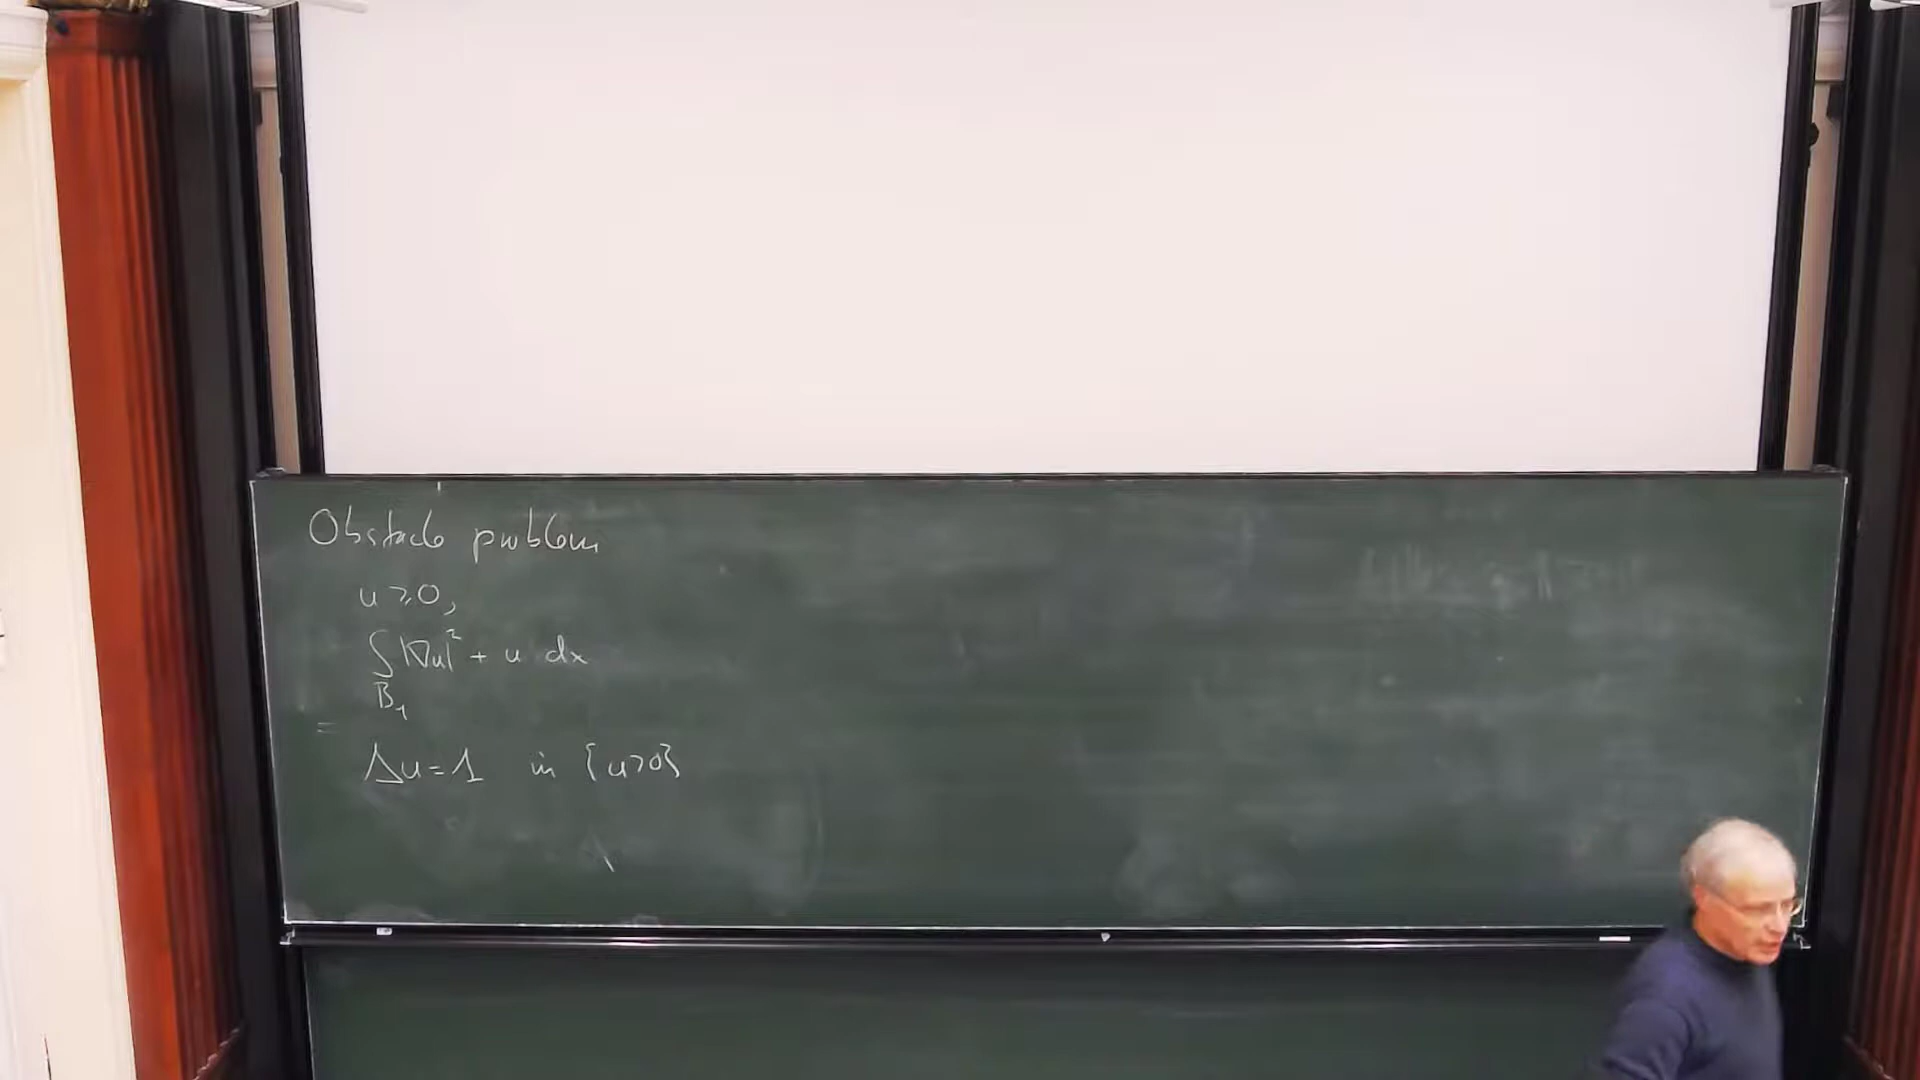 Obstacle problem
u ≥ 0,
∫ |∇u|² + u dx
B₁
=
Δu = 1 in {u>0}